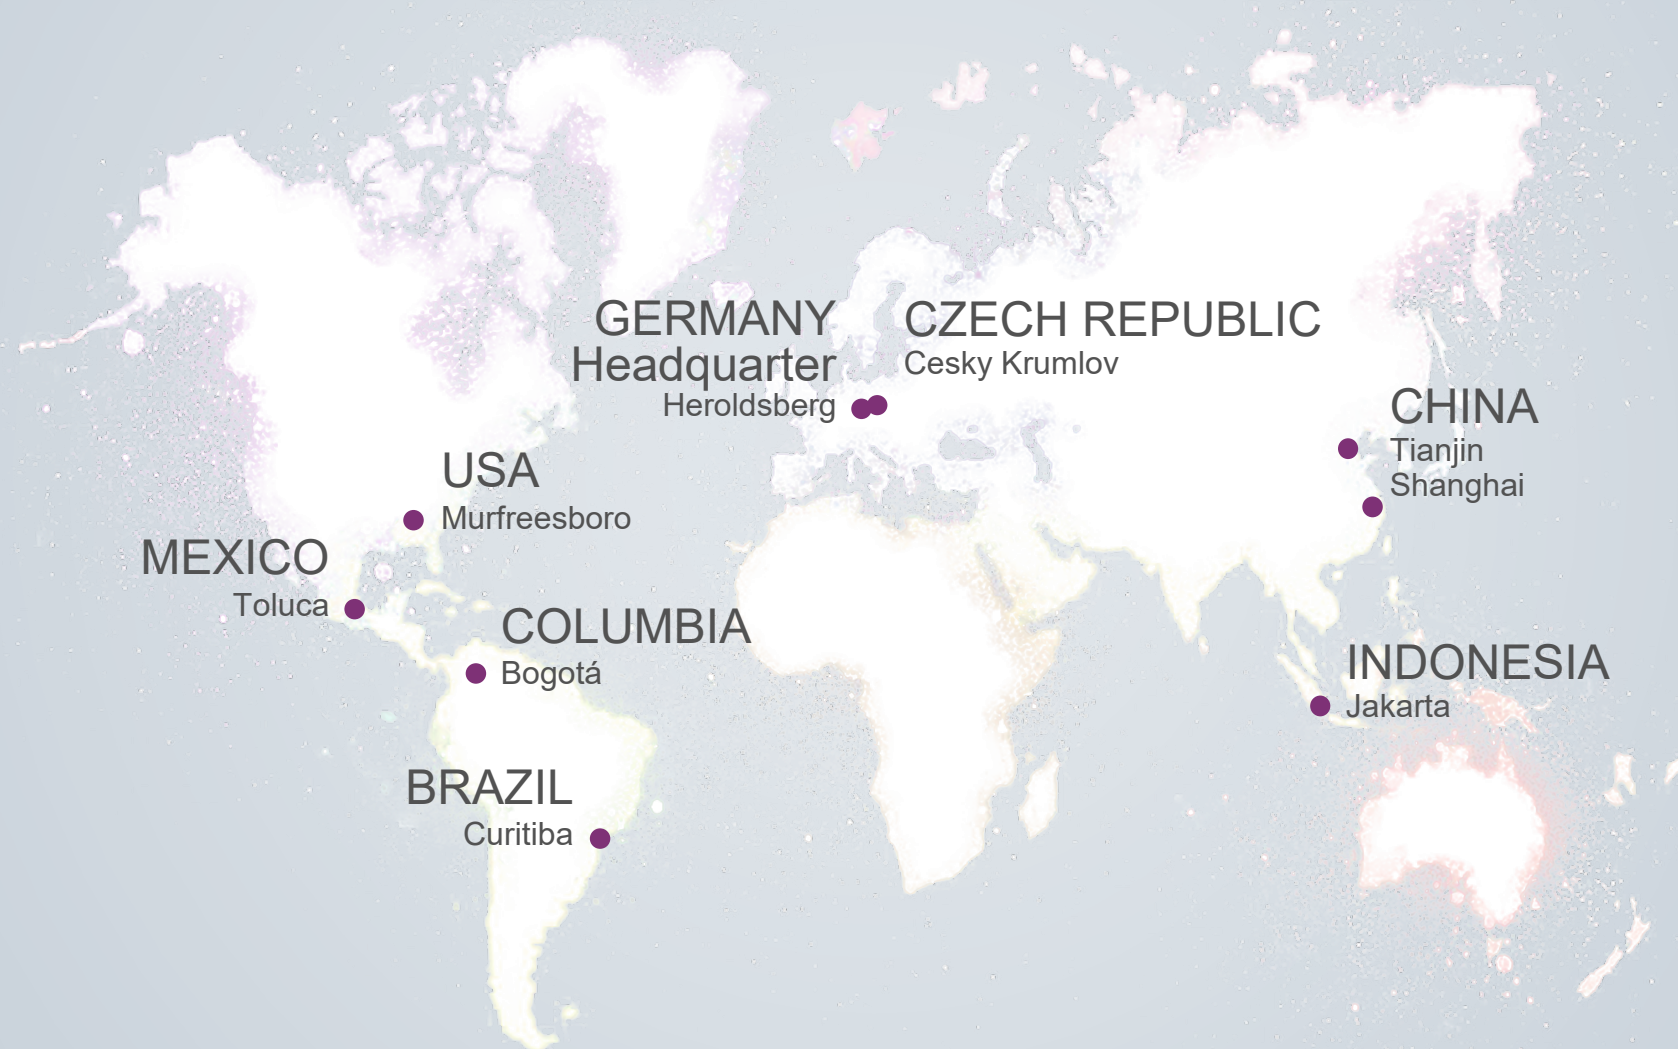 GERMANY
Headquarter
Heroldsberg
CZECH REPUBLIC
Cesky Krumlov
CHINA
Tianjin
Shanghai
USA
Murfreesboro
MEXICO
Toluca
COLUMBIA
Bogotá
INDONESIA
Jakarta
BRAZIL
Curitiba